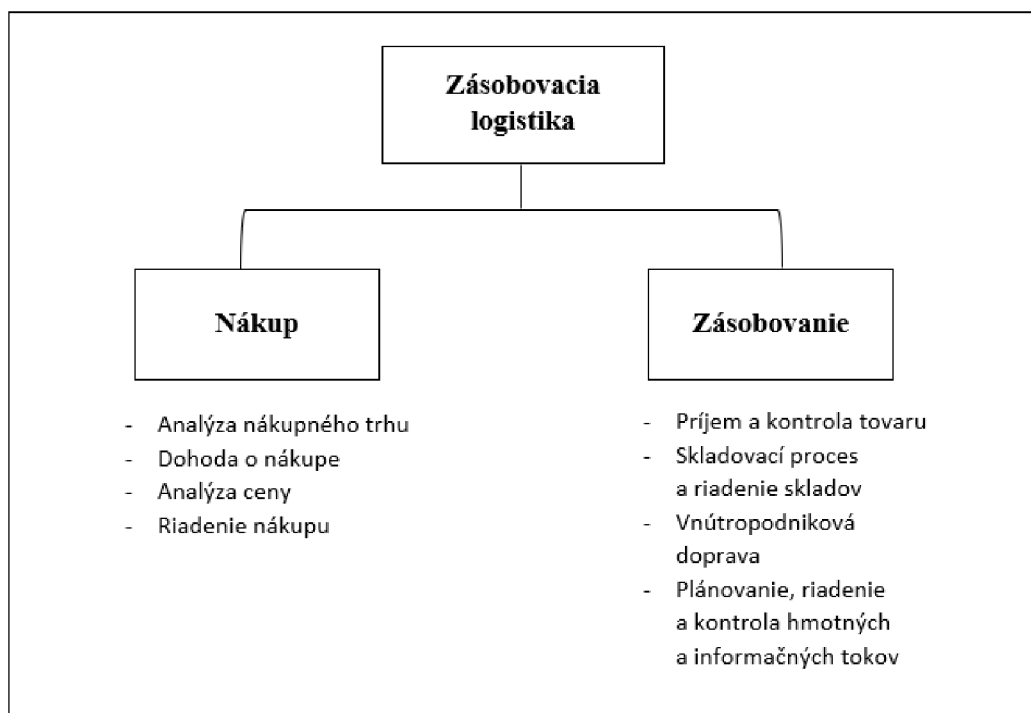 Zásobovacia
logistika
Nákup
- Analýza nákupného trhu
- Dohoda o nákupe
- Analýza ceny
- Riadenie nákupu
Zásobovanie
- Príjem a kontrola tovaru
- Skladovací proces
a riadenie skladov
- Vnútropodniková
doprava
- Plánovanie, riadenie
a kontrola hmotných
a informačných tokov